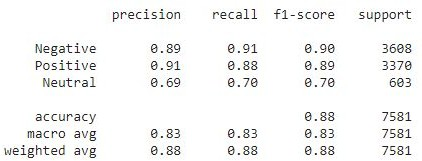 precision recall f1-score support
Negative 0.89 0.91 0.90 3608
Positive 0.91 0.88 0.89 3370
Neutral 0.69 0.70 0.70 603
accuracy 0.88 7581
macro avg 0.83 0.83 0.83 7581
weighted avg 0.88 0.88 0.88 7581